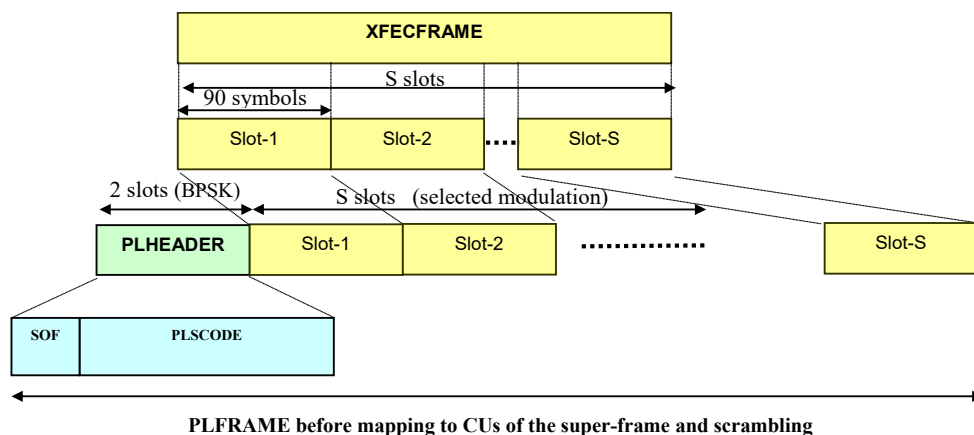 XFECFRAME
S slots
90 symbols
Slot-1 Slot-2 Slot-S
2 slots (BPSK) S slots (selected modulation)
PLHEADER Slot-1 Slot-2 Slot-S
SOF PLSCODE
PLFRAME before mapping to CUs of the super-frame and scrambling